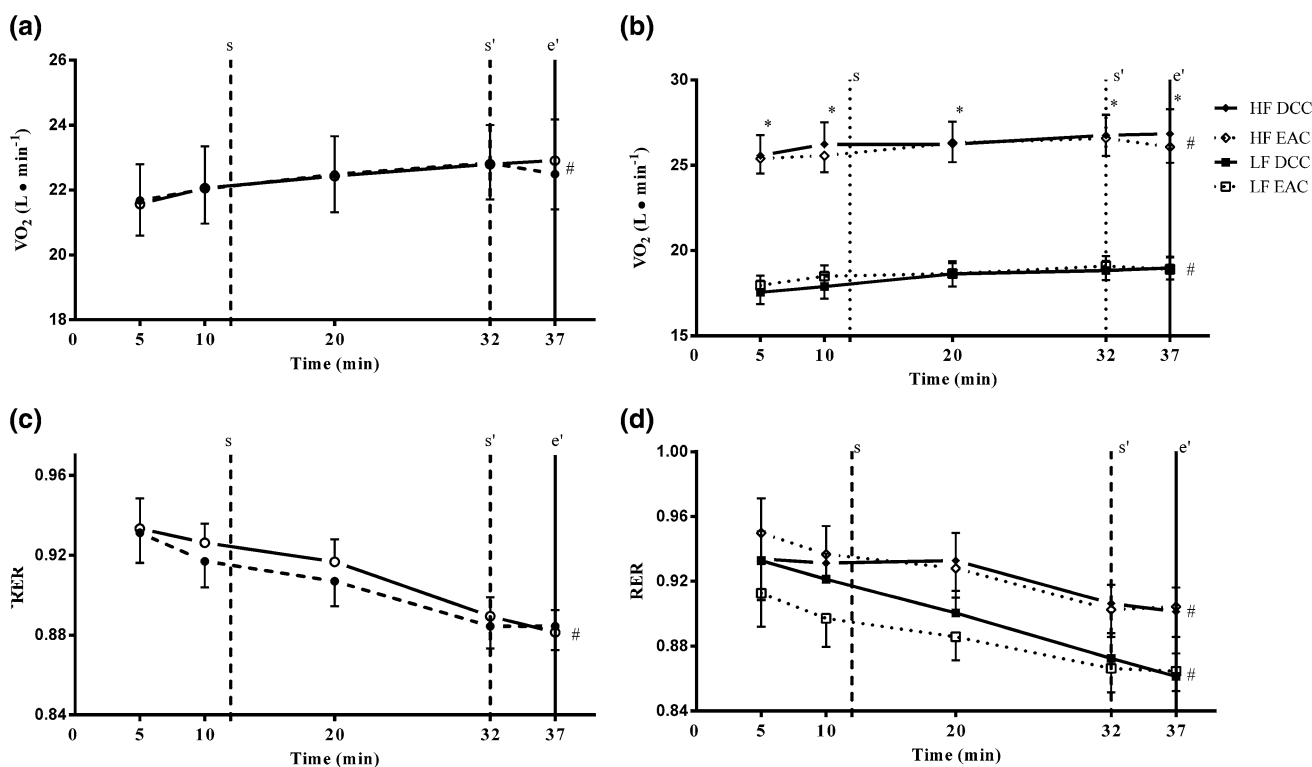 (a)
s
s'
e'
26
24
22
20
18
VO2 (L ● min-1)
#
0
5
10
20
32
37
Time (min)
(b)
s
s'
e'
30
25
20
15
VO2 (L ● min-1)
*
*
*
*
*
#
#
0
5
10
20
32
37
Time (min)
HF DCC
HF EAC
LF DCC
LF EAC
(c)
s
s'
e'
0.96
0.92
0.88
0.84
RER
#
0
5
10
20
32
37
Time (min)
(d)
s
s'
e'
1.00
0.96
0.92
0.88
0.84
RER
#
#
0
5
10
20
32
37
Time (min)